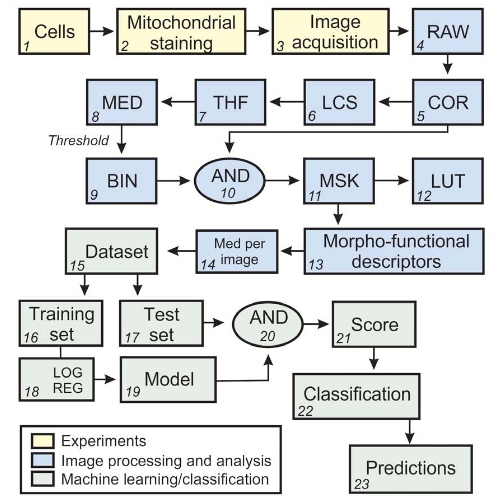 Cells
1
Mitochondrial
staining
2
Image
acquisition
3
RAW
4
MED
8
THF
7
LCS
6
COR
5
Threshold
BIN
9
AND
10
MSK
11
LUT
12
Dataset
15
Med per
image
14
Morpho-functional
descriptors
13
Training
set
16
Test
set
17
AND
20
Score
21
LOG
REG
18
Model
19
Classification
22
Predictions
23
Experiments
Image processing and analysis
Machine learning/classification